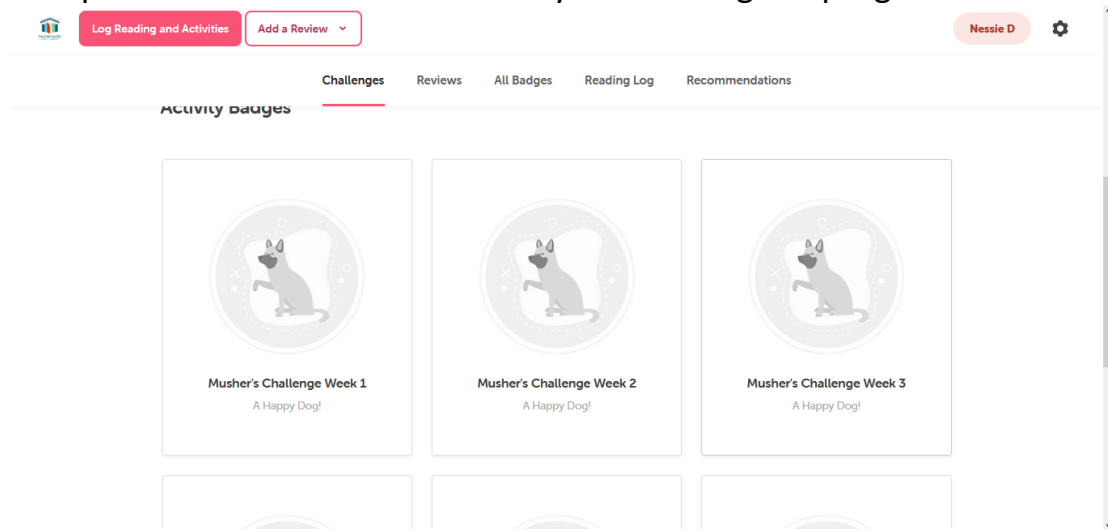 Log Reading and Activities
Add a Review
Nessie D
Challenges Reviews All Badges Reading Log Recommendations
Activity Badges
Musher's Challenge Week 1
A Happy Dog!
Musher's Challenge Week 2
A Happy Dog!
Musher's Challenge Week 3
A Happy Dog!